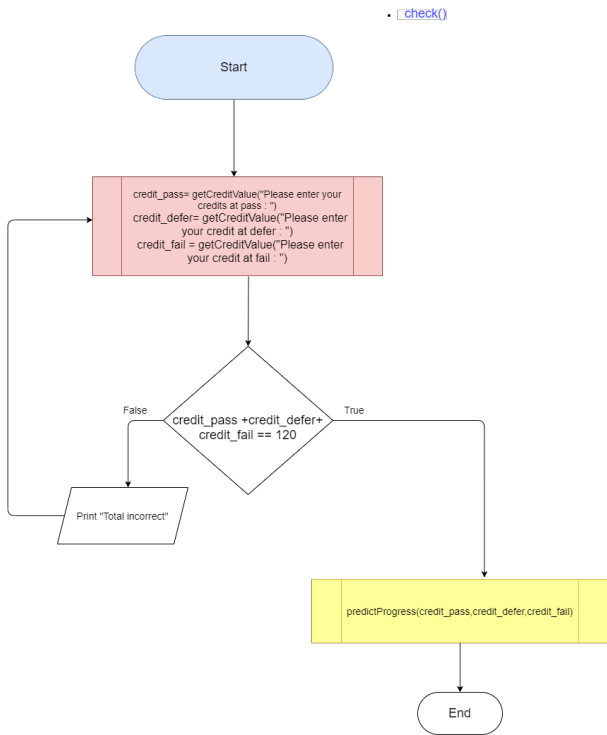 check()
Start
credit_pass= getCreditValue("Please enter your
credits at pass : ")
credit_defer= getCreditValue("Please enter
your credit at defer : ")
credit_fail = getCreditValue("Please enter
your credit at fail : ")
False
True
credit_pass +credit_defer+
credit_fail == 120
Print "Total incorrect"
predictProgress(credit_pass,credit_defer,credit_fail)
End